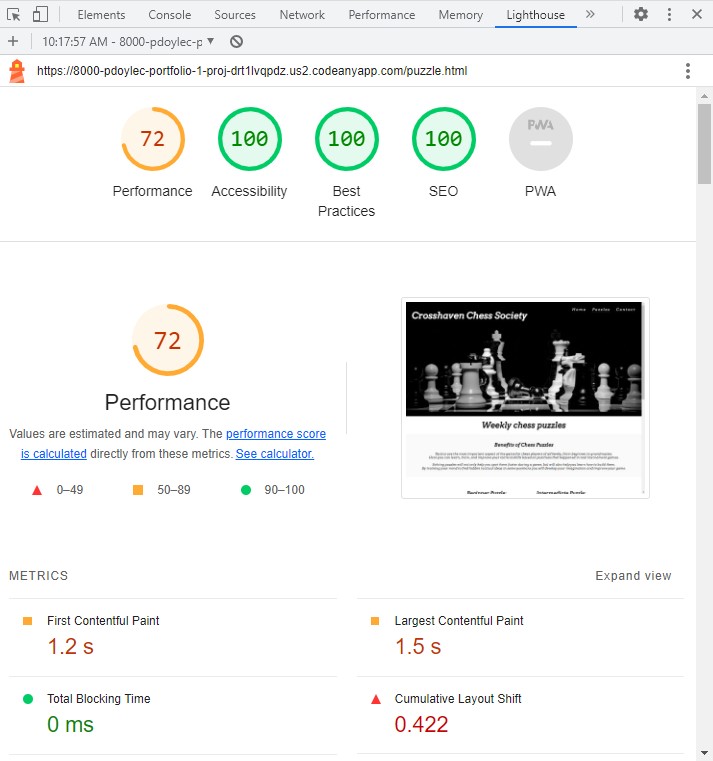 Elements Console Sources Network Performance Memory Lighthouse
10:17:57 AM - 8000-pdoylec-p
https://8000-pdoylec-portfolio-1-proj-drt1lvqpdz.us2.codeanyapp.com/puzzle.html
72 100 100 100 PWA
Performance Accessibility Best Practices SEO PWA
72
Performance
Values are estimated and may vary. The performance score
is calculated directly from these metrics. See calculator.
0–49 50–89 90–100
Crosshaven Chess Society
Home Puzzles Contact
Weekly chess puzzles
Benefits of Chess Puzzles
METRICS Expand view
First Contentful Paint
1.2 s
Largest Contentful Paint
1.5 s
Total Blocking Time
0 ms
Cumulative Layout Shift
0.422